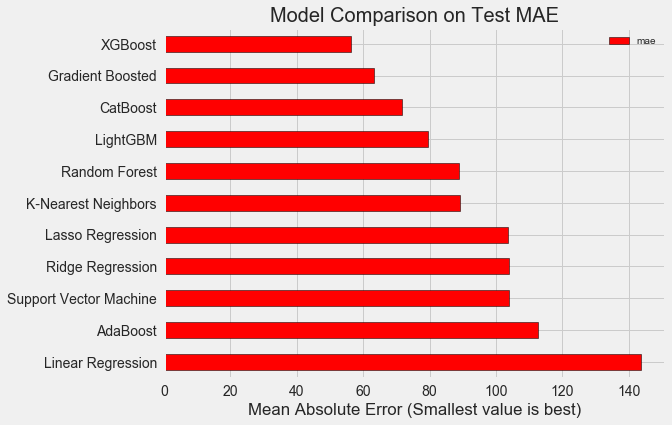 Model Comparison on Test MAE
mae
XGBoost
Gradient Boosted
CatBoost
LightGBM
Random Forest
K-Nearest Neighbors
Lasso Regression
Ridge Regression
Support Vector Machine
AdaBoost
Linear Regression
0 20 40 60 80 100 120 140
Mean Absolute Error (Smallest value is best)